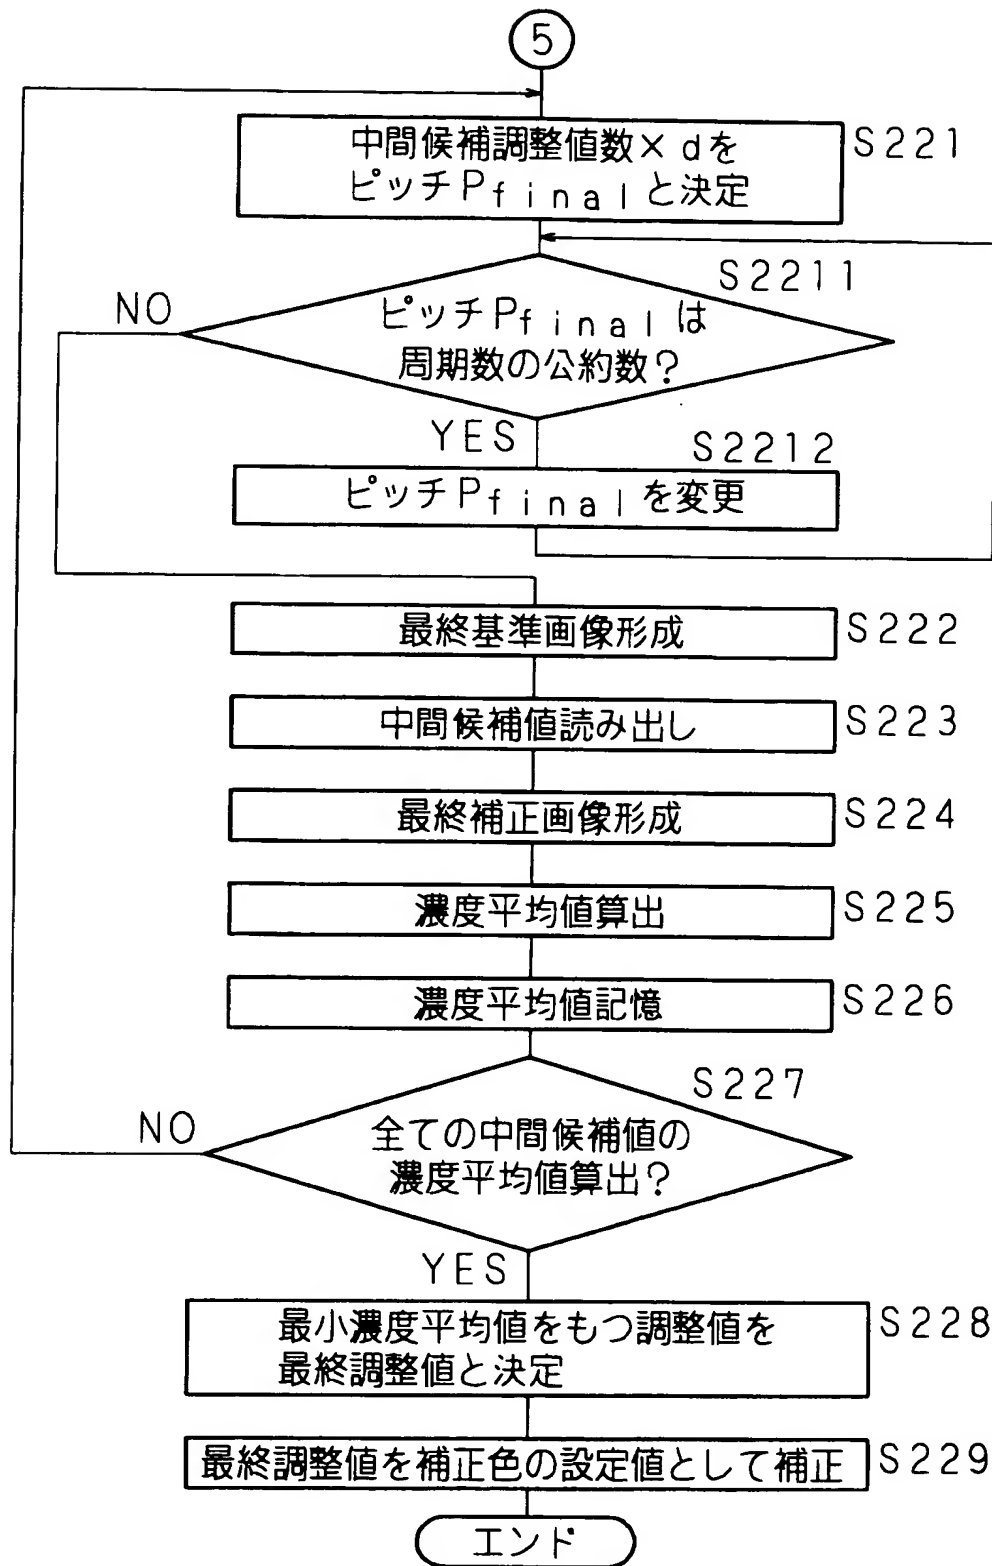 5
中間候補調整値数×dを
ピッチPfinalと決定
S221
S2211
NO
ピッチPfinalは
周期数の公約数?
YES
S2212
ピッチPfinalを変更
最終基準画像形成
S222
中間候補値読み出し
S223
最終補正画像形成
S224
濃度平均値算出
S225
濃度平均値記憶
S226
S227
NO
全ての中間候補値の
濃度平均値算出?
YES
最小濃度平均値をもつ調整値を
最終調整値と決定
S228
最終調整値を補正色の設定値として補正
S229
エンド